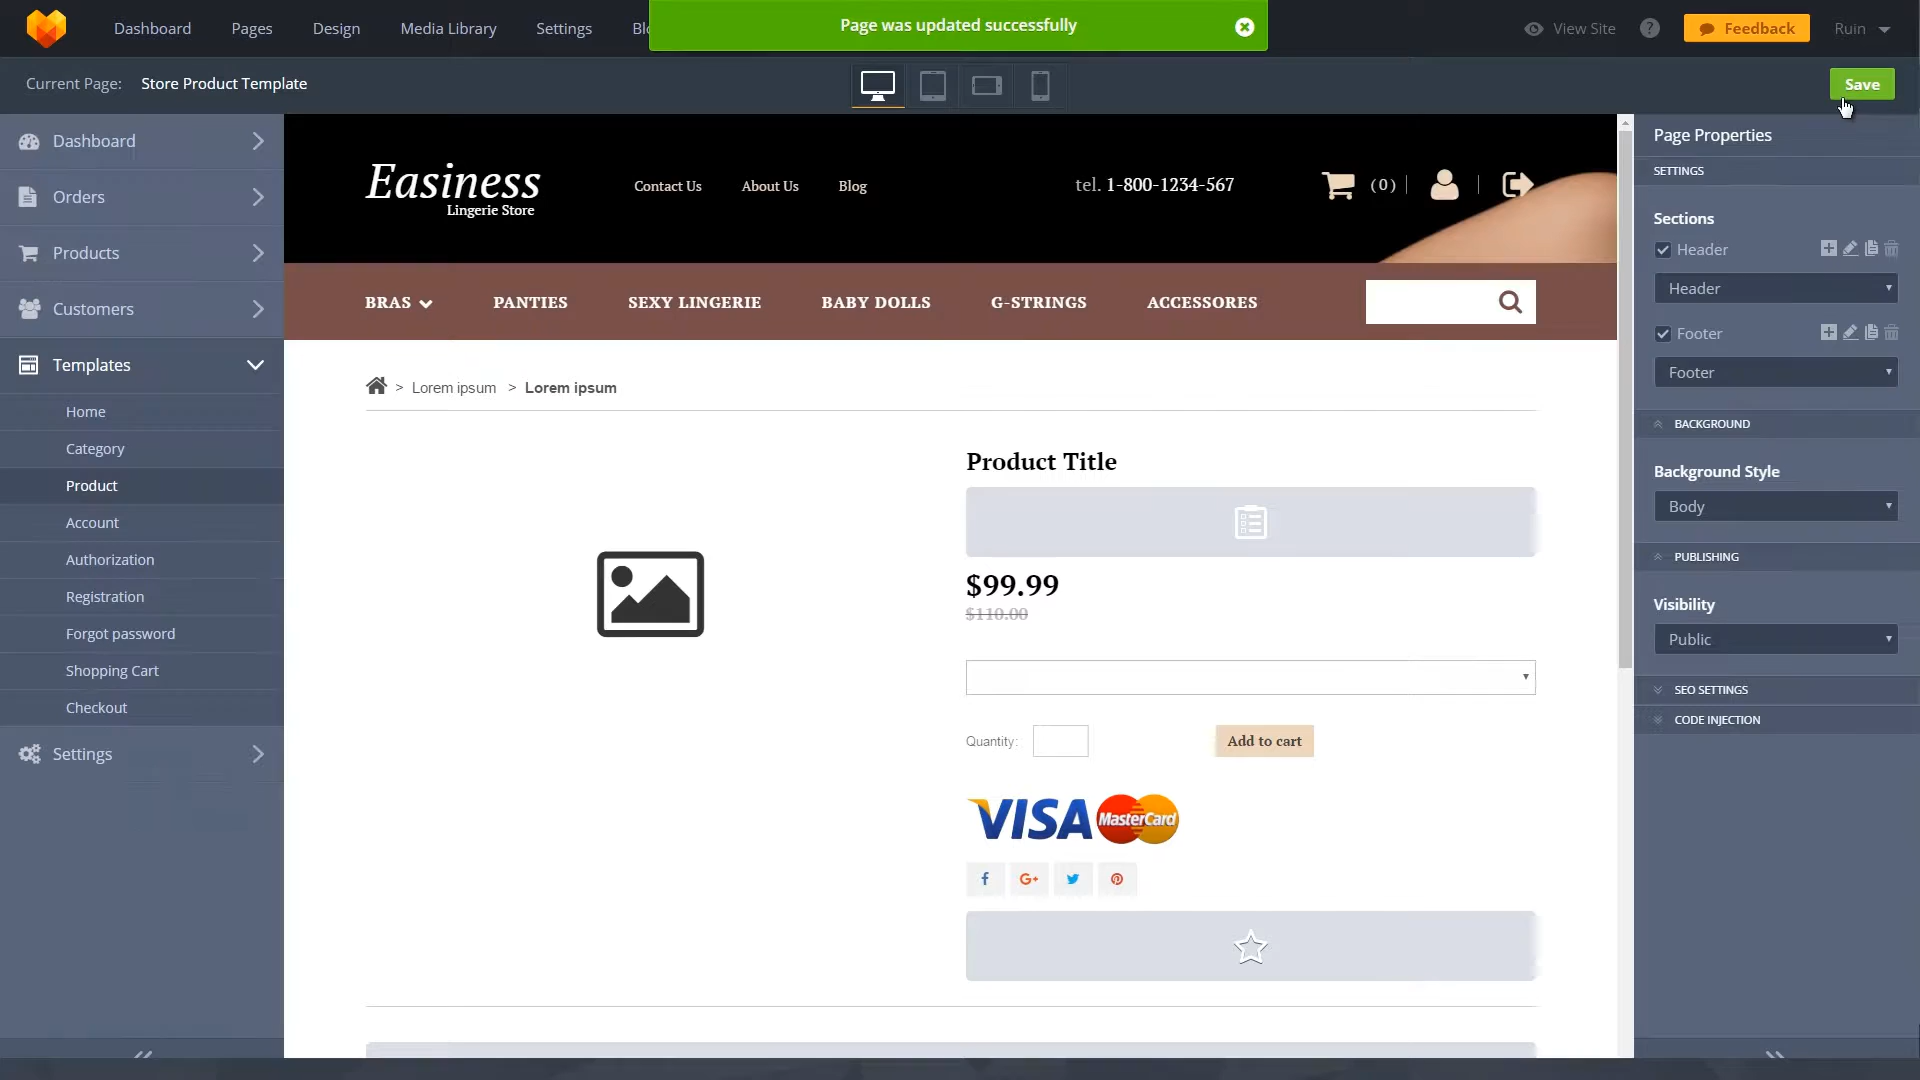 Dashboard Pages Design Media Library Settings
Page was updated successfully
View Site ? Feedback Ruin
Current Page: Store Product Template
Save
Dashboard
Orders
Products
Customers
Templates
Home
Category
Product
Account
Authorization
Registration
Forgot password
Shopping Cart
Checkout
Settings
Easiness
Lingerie Store
Contact Us About Us Blog
tel. 1-800-1234-567
(0)
BRAS PANTIES SEXY LINGERIE BABY DOLLS G-STRINGS ACCESSORES
> Lorem ipsum > Lorem ipsum
Product Title
$99.99
$110.00
Quantity: Add to cart
VISA MasterCard
f G+
Page Properties
SETTINGS
Sections
Header
Header
Footer
Footer
BACKGROUND
Background Style
Body
PUBLISHING
Visibility
Public
SEO SETTINGS
CODE INJECTION